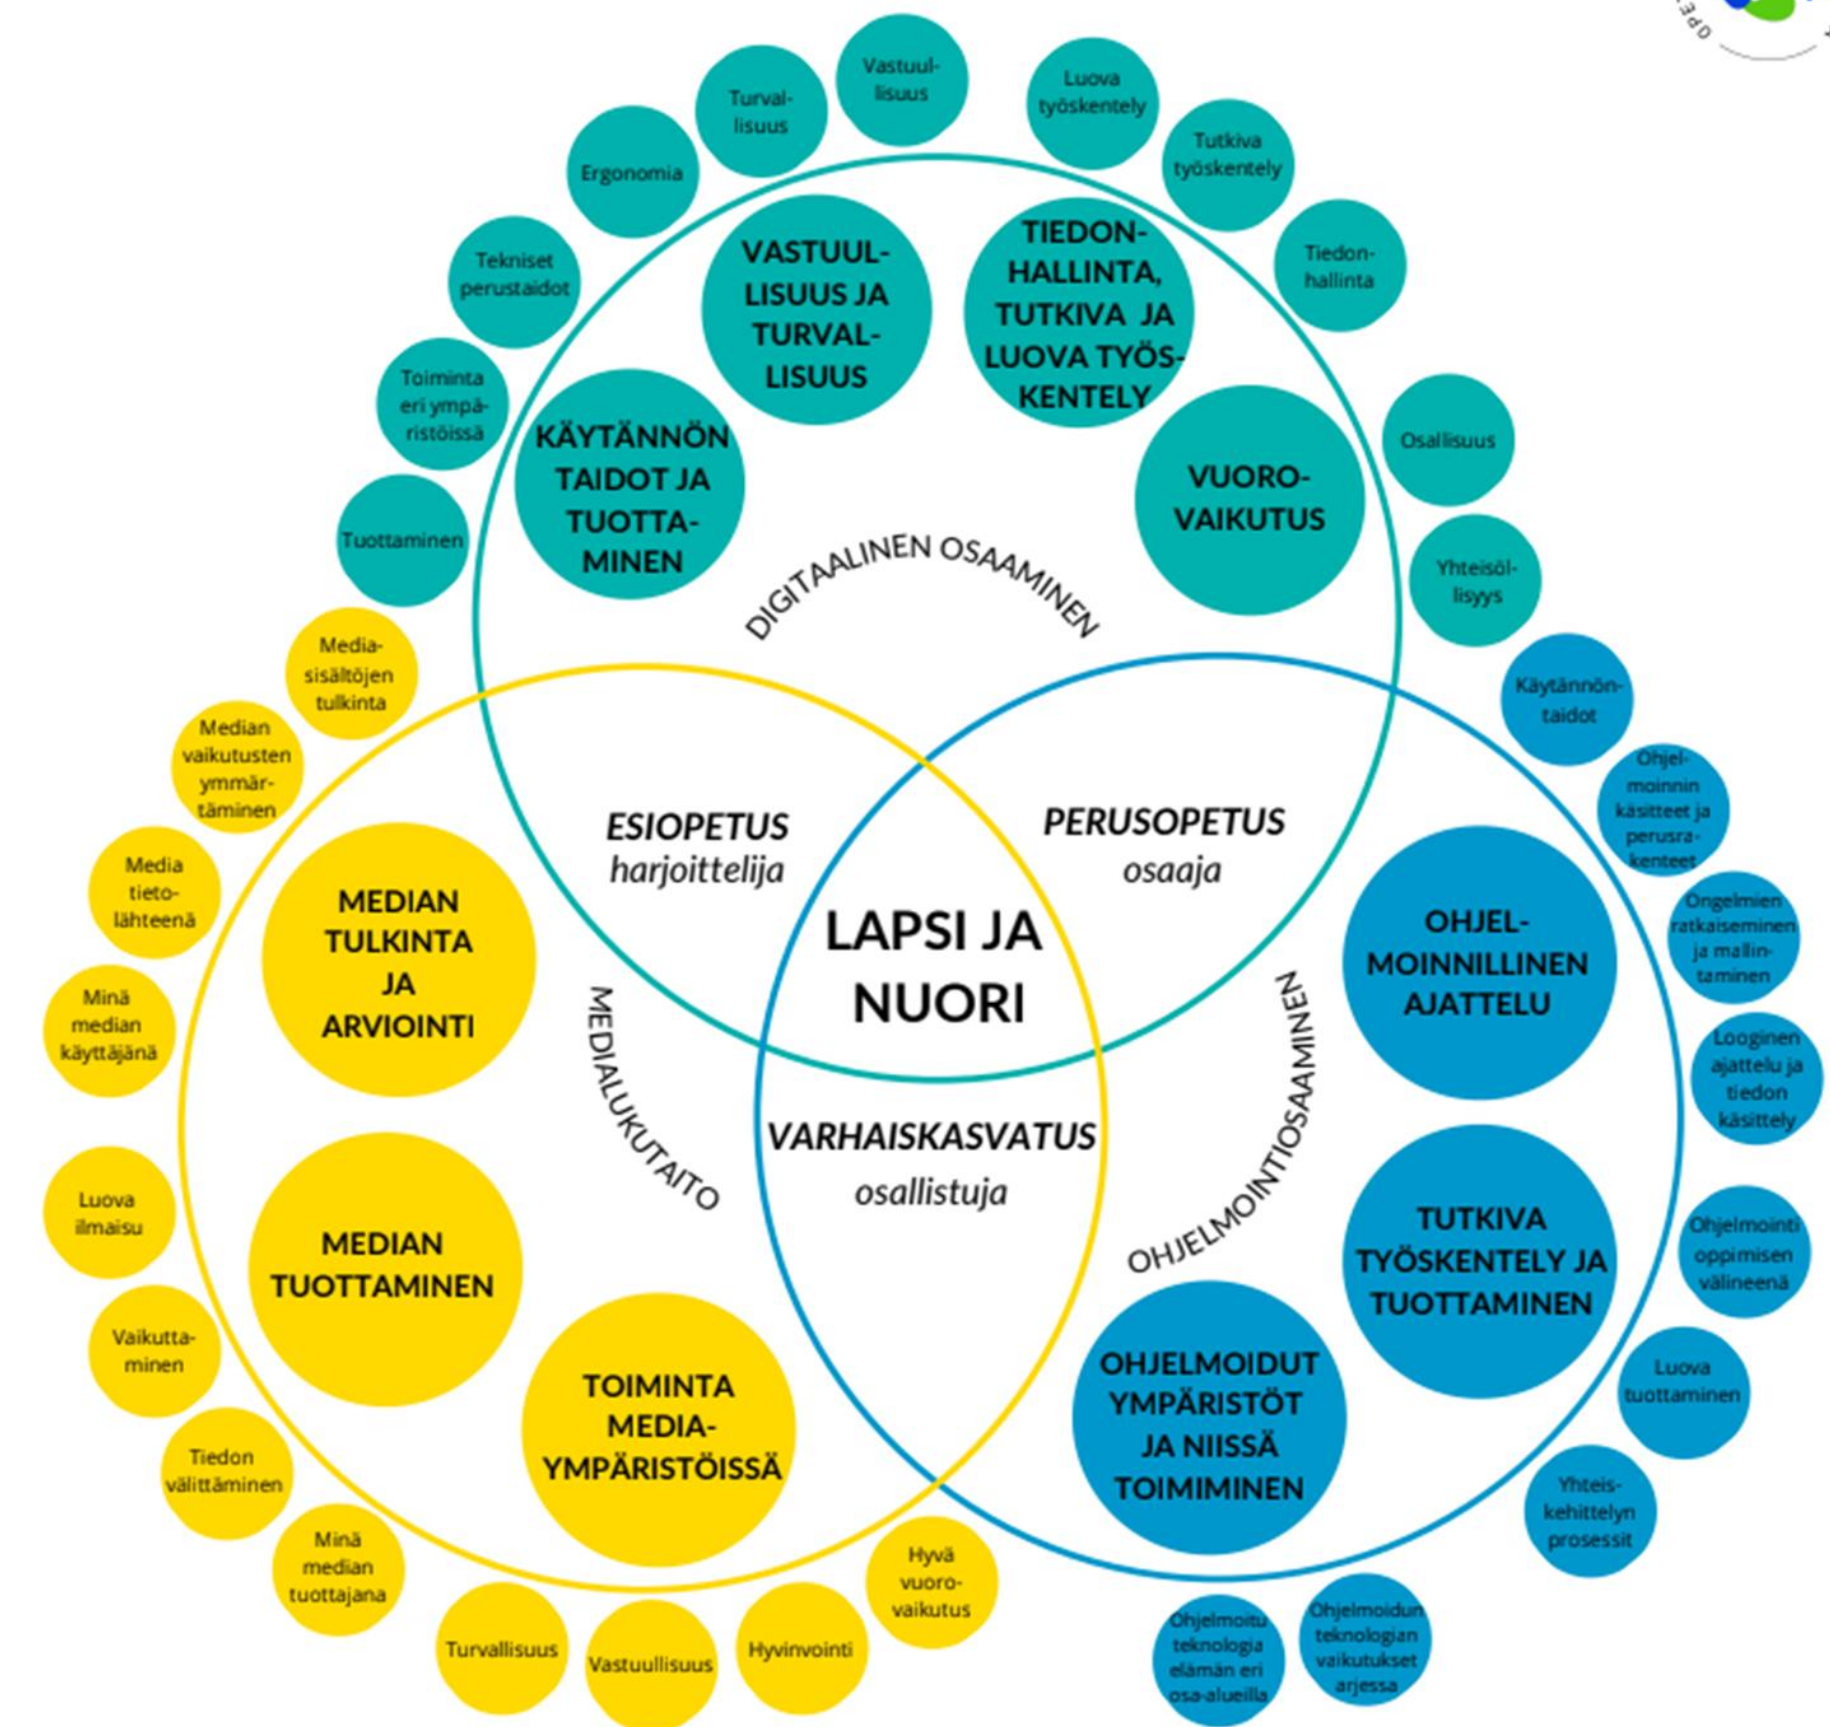 OPE
Vastuul-
lisuus
Turval-
lisuus
Ergonomia
Tekniset
perustaidot
Toiminta
eri ympä-
ristöissä
Tuottaminen
Luova
työskentely
Tutkiva
työskentely
Tiedon-
hallinta
Osallisuus
Yhteisöl-
lisyys
VASTUUL-
LISUUS JA
TURVAL-
LISUUS
TIEDON-
HALLINTA,
TUTKIVA JA
LUOVA TYÖS-
KENTELY
KÄYTÄNNÖN
TAIDOT JA
TUOTTA-
MINEN
VUORO-
VAIKUTUS
DIGITAALINEN OSAAMINEN
Media-
sisältöjen
tulkinta
Median
vaikutusten
ymmär-
täminen
Media
tieto-
lähteenä
Minä
median
käyttäjänä
Luova
ilmaisu
Vaikutta-
minen
Tiedon
välittäminen
Minä
median
tuottajana
Turvallisuus
Vastuullisuus
Hyvinvointi
Hyvä
vuoro-
vaikutus
MEDIAN
TULKINTA
JA
ARVIOINTI
MEDIAN
TUOTTAMINEN
TOIMINTA
MEDIA-
YMPÄRISTÖISSÄ
MEDIALUKUTAITO
ESIOPETUS
harjoittelija
PERUSOPETUS
osaaja
LAPSI JA
NUORI
VARHAISKASVATUS
osallistuja
OHJELMOINTIOSAAMINEN
OHJEL-
MOINNILLINEN
AJATTELU
TUTKIVA
TYÖSKENTELY JA
TUOTTAMINEN
OHJELMOIDUT
YMPÄRISTÖT
JA NIISSÄ
TOIMIMINEN
Käytännön-
taidot
Ohjel-
moinnin
käsitteet ja
perusra-
kenteet
Ongelmien
ratkaiseminen
ja mallin-
taminen
Looginen
ajattelu ja
tiedon
käsittely
Ohjelmointi
oppimisen
välineenä
Luova
tuottaminen
Yhteis-
kehittelyn
prosessit
Ohjelmoidun
teknologian
vaikutukset
arjessa
Ohjelmoitu
teknologia
elämän eri
osa-alueilla